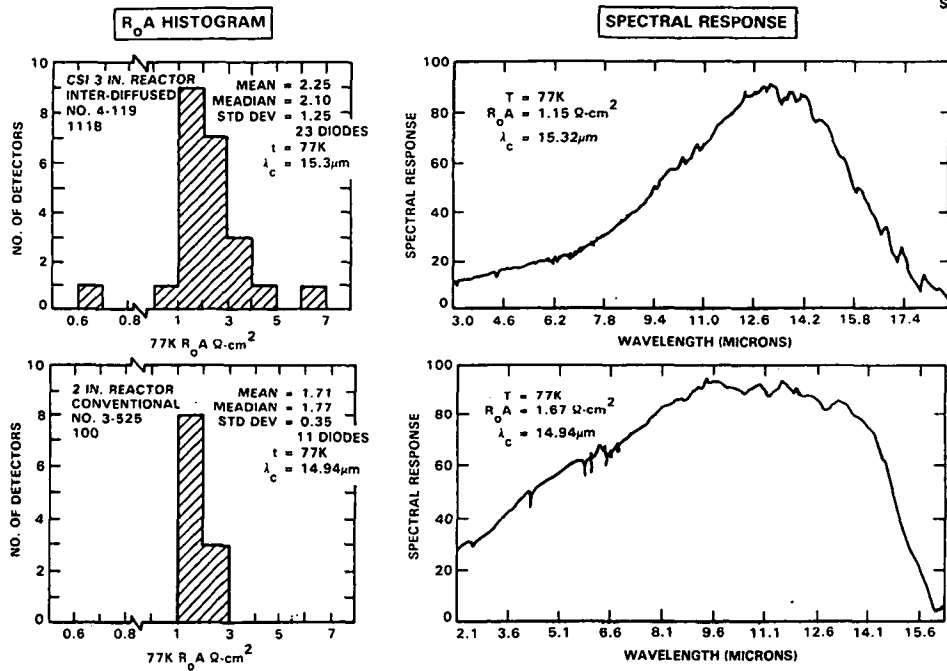 S
R₀A HISTOGRAM
SPECTRAL RESPONSE
CSI 3 IN. REACTOR
INTER-DIFFUSED
NO. 4-119
111B
MEAN = 2.25
MEADIAN = 2.10
STD DEV = 1.25
23 DIODES
t = 77K
λc = 15.3μm
NO. OF DETECTORS
10
8
6
4
2
0
0.6 0.8 1 3 5 7
77K R₀A Ω-cm²
T = 77K
R₀A = 1.15 Ω-cm²
λc = 15.32μm
SPECTRAL RESPONSE
100
80
60
40
20
0
3.0 4.6 6.2 7.8 9.4 11.0 12.6 14.2 15.8 17.4
WAVELENGTH (MICRONS)
2 IN. REACTOR
CONVENTIONAL
NO. 3-525
100
MEAN = 1.71
MEADIAN = 1.77
STD DEV = 0.35
11 DIODES
t = 77K
λc = 14.94μm
NO. OF DETECTORS
10
8
6
4
2
0
0.6 0.8 1 3 5 7
77K R₀A Ω-cm²
T = 77K
R₀A = 1.67 Ω-cm²
λc = 14.94μm
SPECTRAL RESPONSE
100
80
60
40
20
0
2.1 3.6 5.1 6.6 8.1 9.6 11.1 12.6 14.1 15.6
WAVELENGTH (MICRONS)